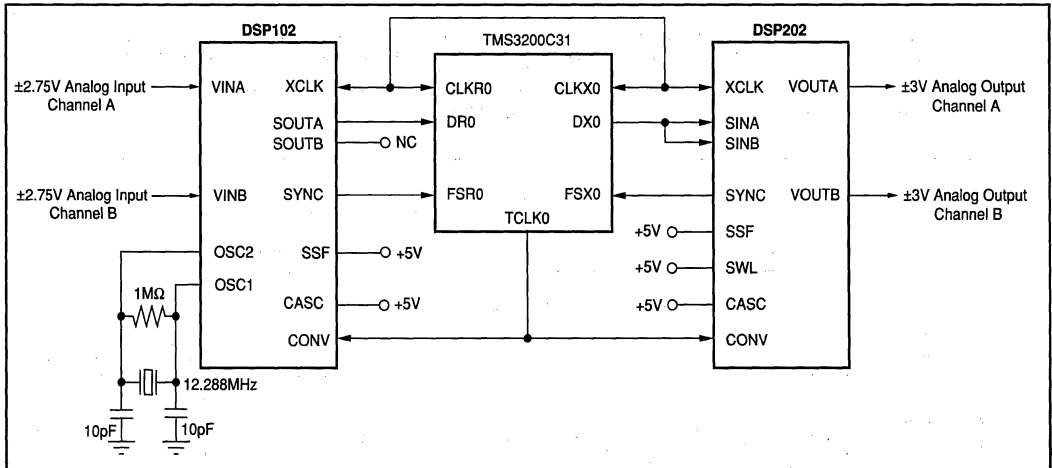 DSP102
TMS3200C31
DSP202
±2.75V Analog Input
Channel A
VINA
XCLK
CLKR0
CLKX0
XCLK
VOUTA
±3V Analog Output
Channel A
SOUTA
DR0
DX0
SINA
SOUTB
NC
SINB
±2.75V Analog Input
Channel B
VINB
SYNC
FSR0
FSX0
SYNC
VOUTB
±3V Analog Output
Channel B
TCLK0
+5V
SSF
OSC2
SSF
+5V
+5V
SWL
OSC1
1MΩ
CASC
+5V
+5V
CASC
CONV
CONV
12.288MHz
10pF
10pF